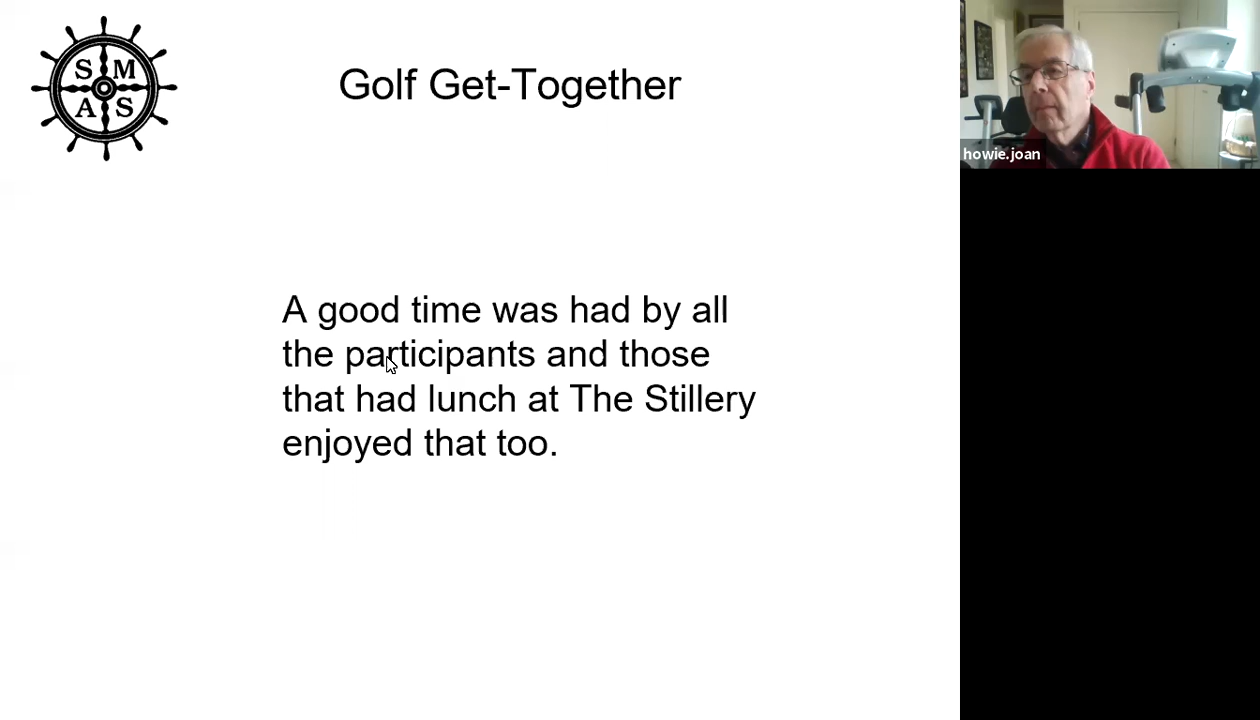 S M
A S
Golf Get-Together
A good time was had by all
the participants and those
that had lunch at The Stillery
enjoyed that too.
howie.joan